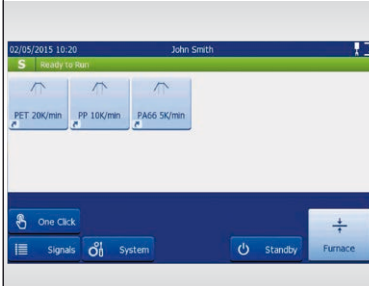 02/05/2015 10:20 John Smith
S Ready to Run
PET 20K/min PP 10K/min PA66 5K/min
One Click
Signals System Standby Furnace